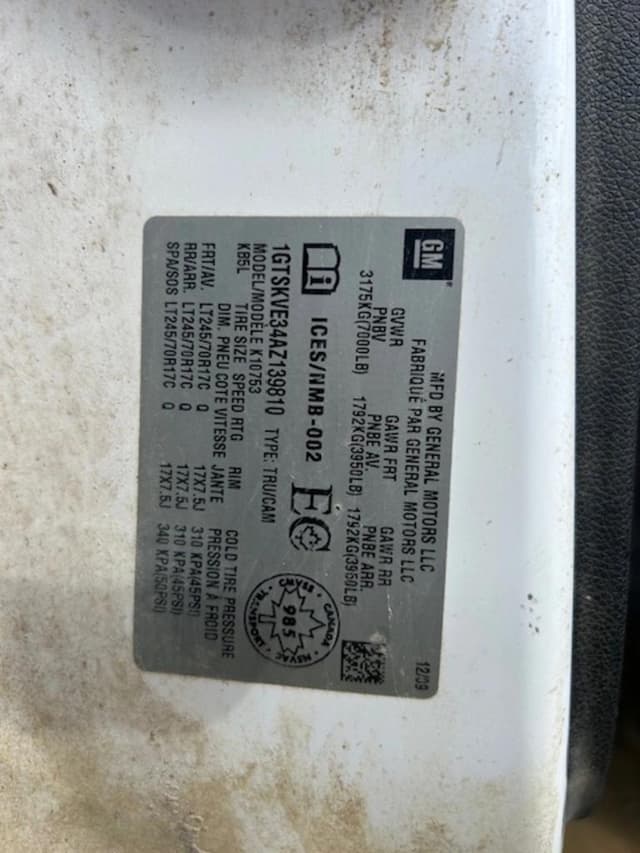 GM
MFD BY GENERAL MOTORS LLC
FABRIQUÉ PAR GENERAL MOTORS LLC
12/09
GVWR GAWR FRT GAWR RR
PNBV PNBE AV. PNBE ARR.
3175KG(7000LB) 1792KG(3950LB) 1792KG(3950LB)
i ICES/NMB-002 EC
CANADA
CMVSS
985
NSVAC
TRANSPORT
1GTSKVE34AZ139810 TYPE: TRU/CAM
MODEL/MODÈLE K10753
KB5L
TIRE SIZE SPEED RTG RIM COLD TIRE PRESSURE
DIM. PNEU COTE VITESSE JANTE PRESSION À FROID
FRT/AV. LT245/70R17C Q 17X7.5J 310 KPA(45PSI)
RR/ARR. LT245/70R17C Q 17X7.5J 310 KPA(45PSI)
SPA/SOS LT245/70R17C Q 17X7.5J 340 KPA(50PSI)